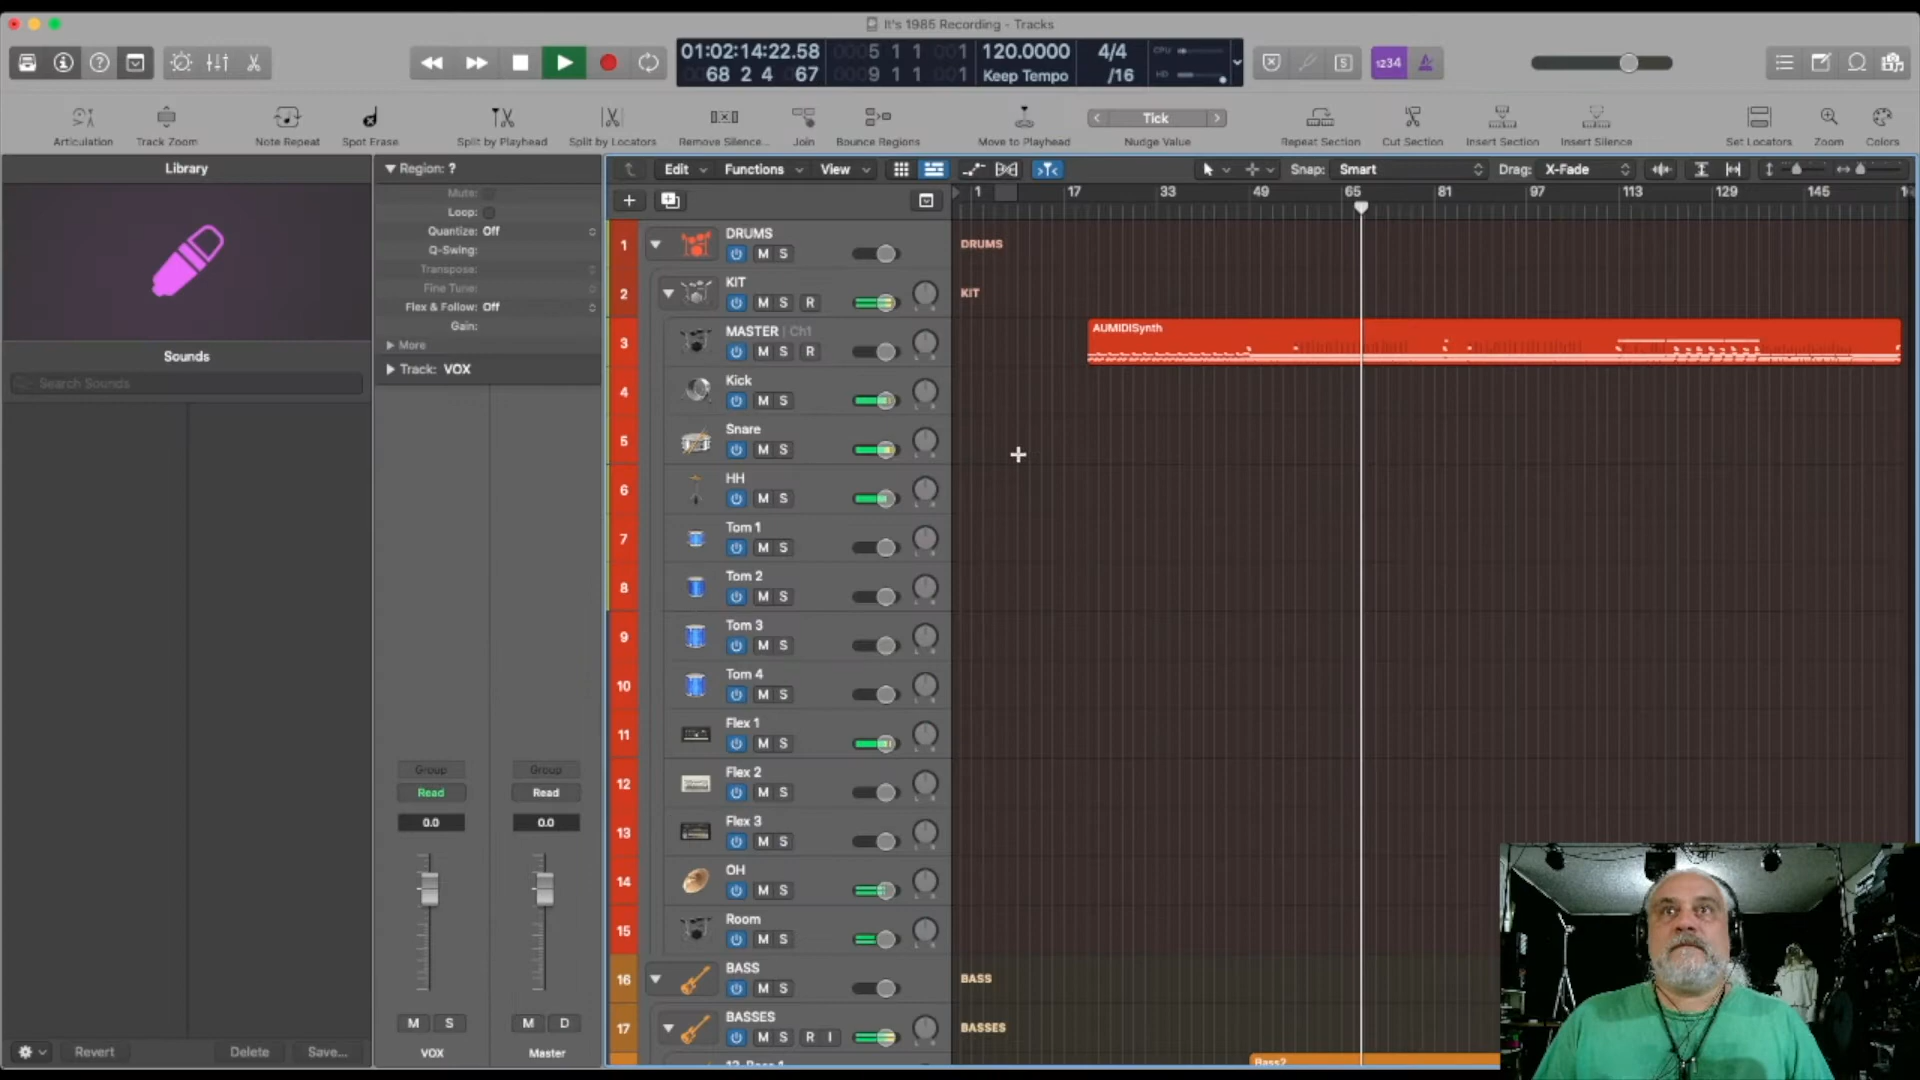 It's 1985 Recording - Tracks
01:02:14:22.58
0005 1 1 001
120.0000
4/4
CPU
68 2 4 067
0009 1 1 001
Keep Tempo
/16
HD
S
1234
Articulation
Track Zoom
Note Repeat
Spot Erase
Split by Playhead
Split by Locators
Remove Silence...
Join
Bounce Regions
Move to Playhead
Tick
Nudge Value
Repeat Section
Cut Section
Insert Section
Insert Silence
Set Locators
Zoom
Colors
Library
Sounds
Search Sounds
Region: ?
Mute:
Loop:
Quantize: Off
Q-Swing:
Transpose:
Fine Tune:
Flex & Follow: Off
Gain:
More
Track: VOX
Edit
Functions
View
Snap: Smart
Drag: X-Fade
1 17 33 49 65 81 97 113 129 145
1 DRUMS M S
DRUMS
2 KIT M S R
KIT
3 MASTER | Ch1 M S R
AUMIDISynth
4 Kick M S
5 Snare M S
6 HH M S
7 Tom 1 M S
8 Tom 2 M S
9 Tom 3 M S
10 Tom 4 M S
11 Flex 1 M S
12 Flex 2 M S
13 Flex 3 M S
14 OH M S
15 Room M S
16 BASS M S
BASS
17 BASSES M S R I
BASSES
Bass2
Group
Group
Read
Read
0.0
0.0
M S
M D
VOX
Master
Revert
Delete
Save...